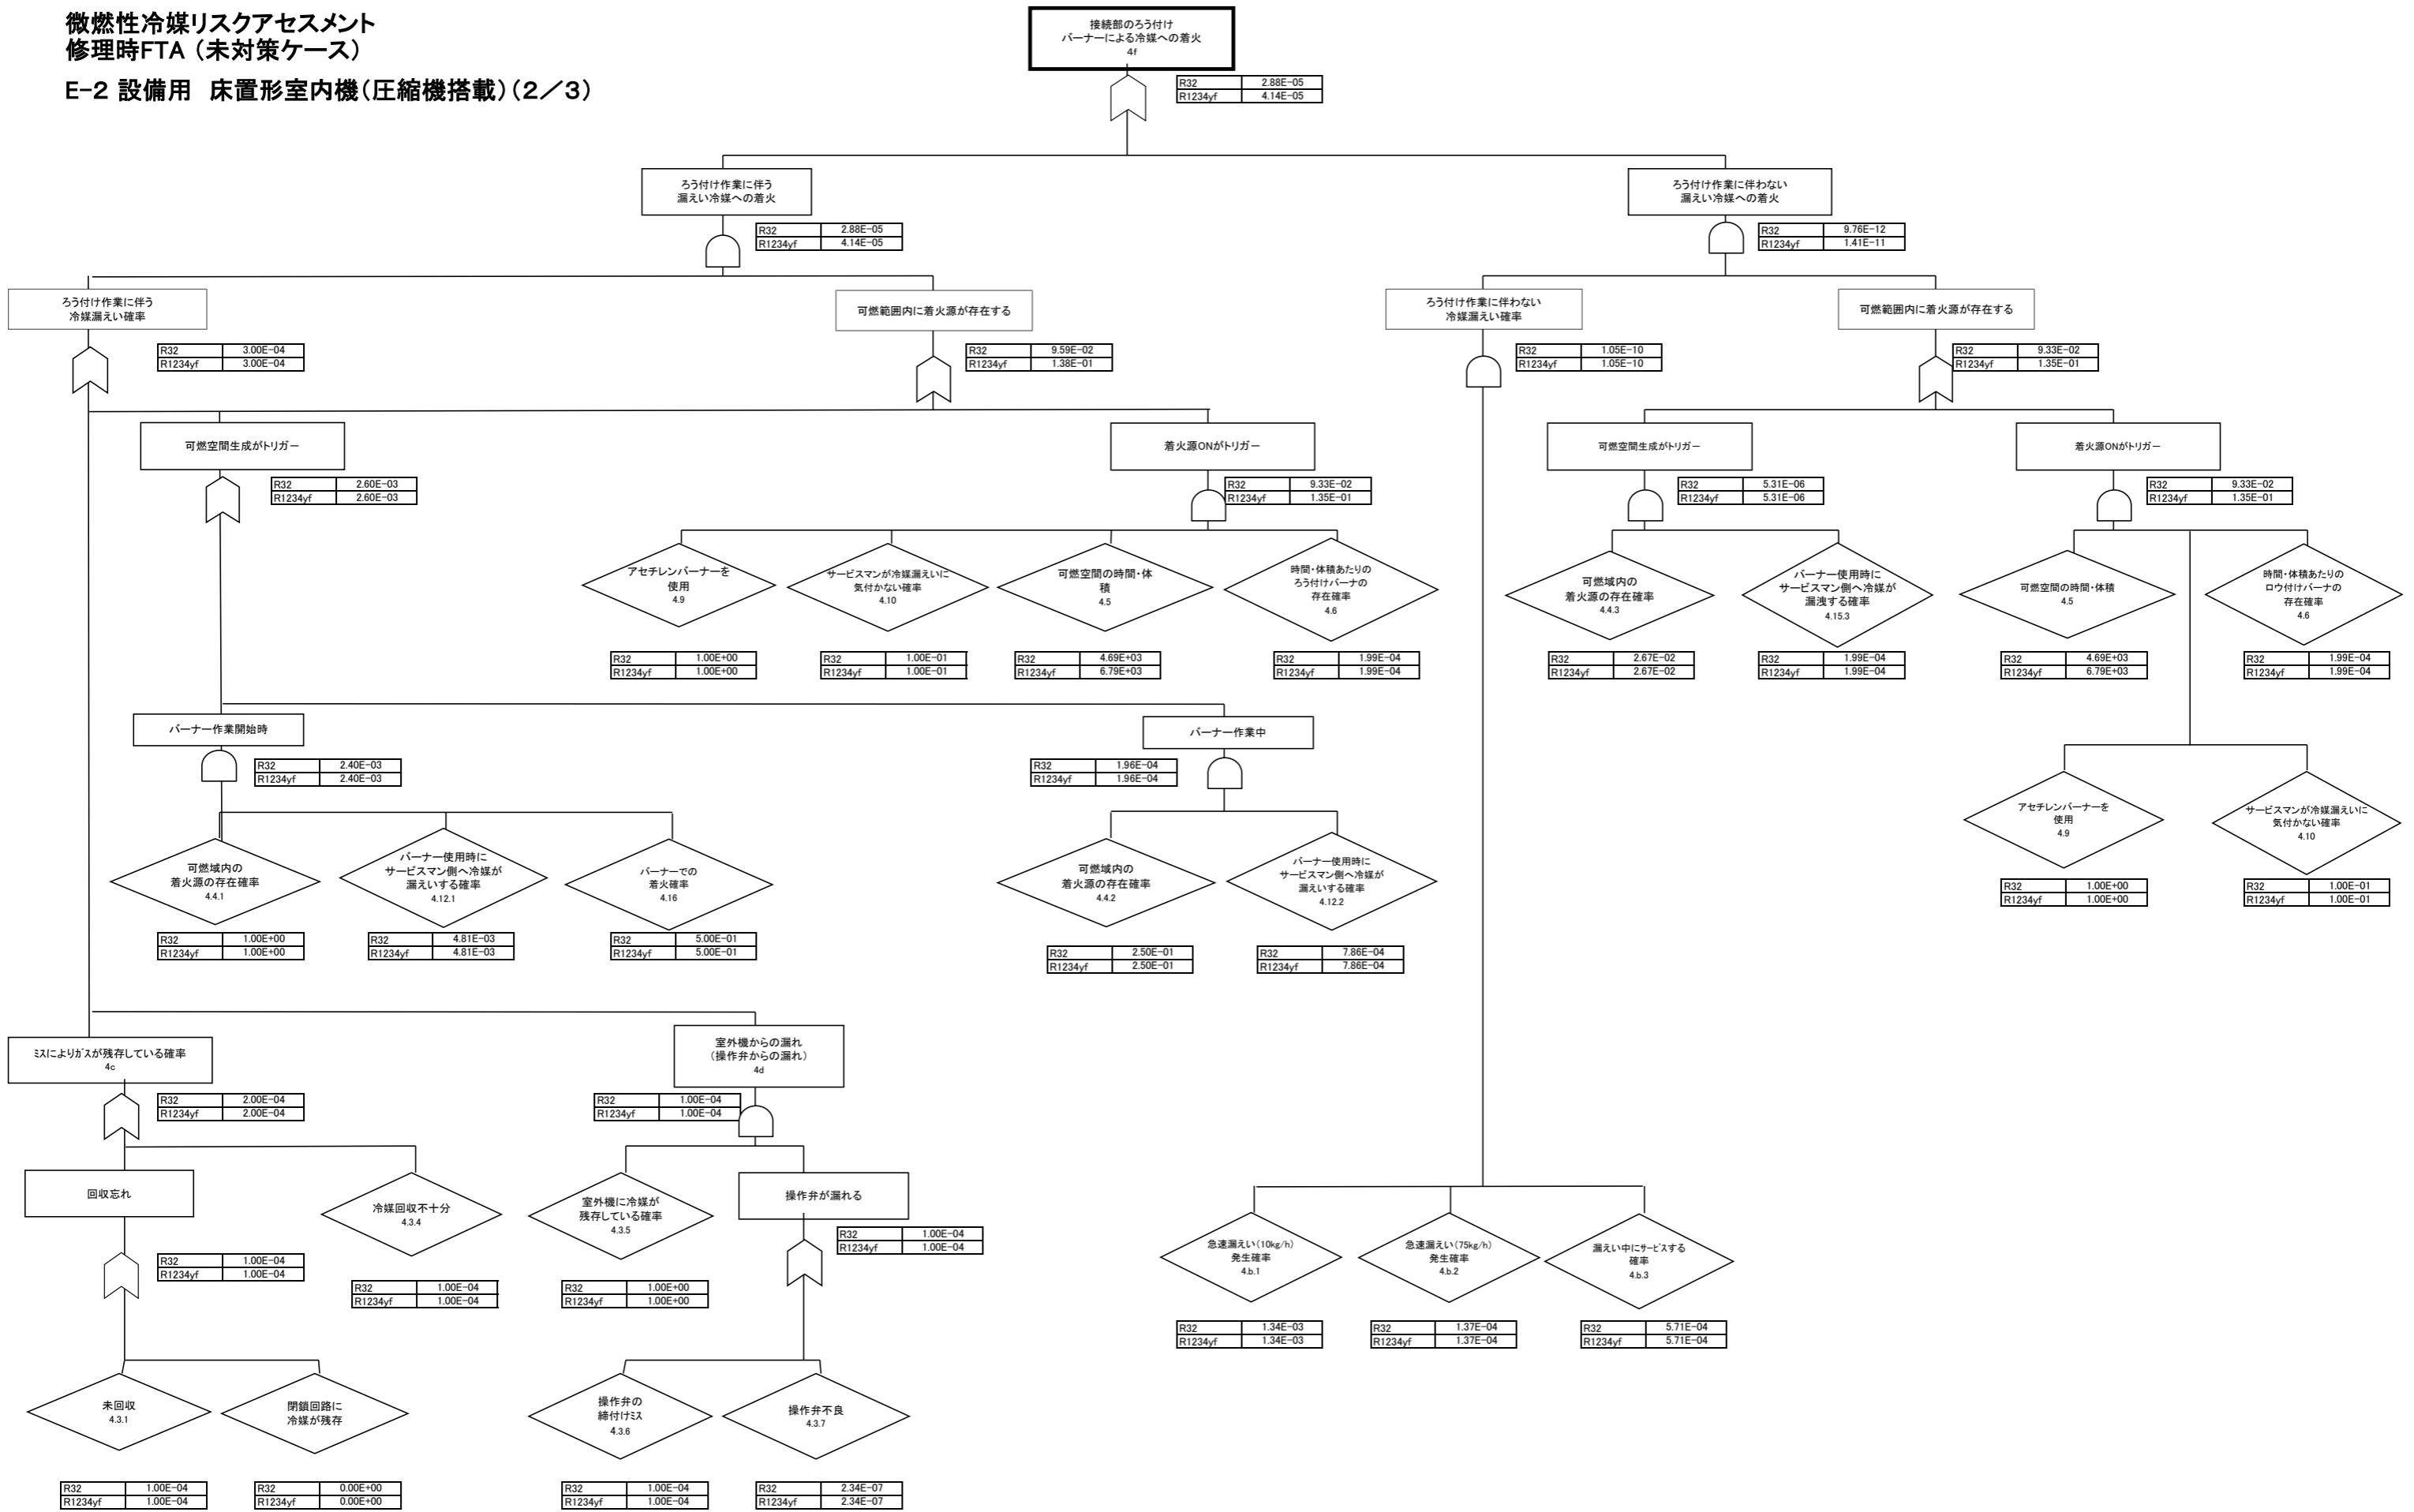 微燃性冷媒リスクアセスメント
修理時FTA（未対策ケース）
E-2 設備用　床置形室内機（圧縮機搭載）（2／3）
接続部のろう付け
バーナーによる冷媒への着火
4f
R32 2.88E-05
R1234yf 4.14E-05
ろう付け作業に伴う
漏えい冷媒への着火
R32 2.88E-05
R1234yf 4.14E-05
ろう付け作業に伴わない
漏えい冷媒への着火
R32 9.76E-12
R1234yf 1.41E-11
ろう付け作業に伴う
冷媒漏えい確率
R32 3.00E-04
R1234yf 3.00E-04
可燃範囲内に着火源が存在する
R32 9.59E-02
R1234yf 1.38E-01
ろう付け作業に伴わない
冷媒漏えい確率
R32 1.05E-10
R1234yf 1.05E-10
可燃範囲内に着火源が存在する
R32 9.33E-02
R1234yf 1.35E-01
可燃空間生成がトリガー
R32 2.60E-03
R1234yf 2.60E-03
着火源ONがトリガー
R32 9.33E-02
R1234yf 1.35E-01
可燃空間生成がトリガー
R32 5.31E-06
R1234yf 5.31E-06
着火源ONがトリガー
R32 9.33E-02
R1234yf 1.35E-01
アセチレンバーナーを
使用
4.9
R32 1.00E+00
R1234yf 1.00E+00
サービスマンが冷媒漏えいに
気付かない確率
4.10
R32 1.00E-01
R1234yf 1.00E-01
可燃空間の時間・体
積
4.5
R32 4.69E+03
R1234yf 6.79E+03
時間・体積あたりの
ろう付けバーナの
存在確率
4.6
R32 1.99E-04
R1234yf 1.99E-04
可燃域内の
着火源の存在確率
4.4.3
R32 2.67E-02
R1234yf 2.67E-02
バーナー使用時に
サービスマン側へ冷媒が
漏洩する確率
4.15.3
R32 1.99E-04
R1234yf 1.99E-04
可燃空間の時間・体積
4.5
R32 4.69E+03
R1234yf 6.79E+03
時間・体積あたりの
ロウ付けバーナの
存在確率
4.6
R32 1.99E-04
R1234yf 1.99E-04
バーナー作業開始時
R32 2.40E-03
R1234yf 2.40E-03
バーナー作業中
R32 1.96E-04
R1234yf 1.96E-04
可燃域内の
着火源の存在確率
4.4.1
R32 1.00E+00
R1234yf 1.00E+00
バーナー使用時に
サービスマン側へ冷媒が
漏えいする確率
4.12.1
R32 4.81E-03
R1234yf 4.81E-03
バーナーでの
着火確率
4.16
R32 5.00E-01
R1234yf 5.00E-01
可燃域内の
着火源の存在確率
4.4.2
R32 2.50E-01
R1234yf 2.50E-01
バーナー使用時に
サービスマン側へ冷媒が
漏えいする確率
4.12.2
R32 7.86E-04
R1234yf 7.86E-04
アセチレンバーナーを
使用
4.9
R32 1.00E+00
R1234yf 1.00E+00
サービスマンが冷媒漏えいに
気付かない確率
4.10
R32 1.00E-01
R1234yf 1.00E-01
ﾐｽによりｶﾞｽが残存している確率
4c
R32 2.00E-04
R1234yf 2.00E-04
室外機からの漏れ
（操作弁からの漏れ）
4d
R32 1.00E-04
R1234yf 1.00E-04
回収忘れ
R32 1.00E-04
R1234yf 1.00E-04
冷媒回収不十分
4.3.4
R32 1.00E-04
R1234yf 1.00E-04
室外機に冷媒が
残存している確率
4.3.5
R32 1.00E+00
R1234yf 1.00E+00
操作弁が漏れる
R32 1.00E-04
R1234yf 1.00E-04
急速漏えい（10kg/h）
発生確率
4.b.1
R32 1.34E-03
R1234yf 1.34E-03
急速漏えい（75kg/h）
発生確率
4.b.2
R32 1.37E-04
R1234yf 1.37E-04
漏えい中にｻｰﾋﾞｽする
確率
4.b.3
R32 5.71E-04
R1234yf 5.71E-04
未回収
4.3.1
R32 1.00E-04
R1234yf 1.00E-04
閉鎖回路に
冷媒が残存
R32 0.00E+00
R1234yf 0.00E+00
操作弁の
締付けﾐｽ
4.3.6
R32 1.00E-04
R1234yf 1.00E-04
操作弁不良
4.3.7
R32 2.34E-07
R1234yf 2.34E-07